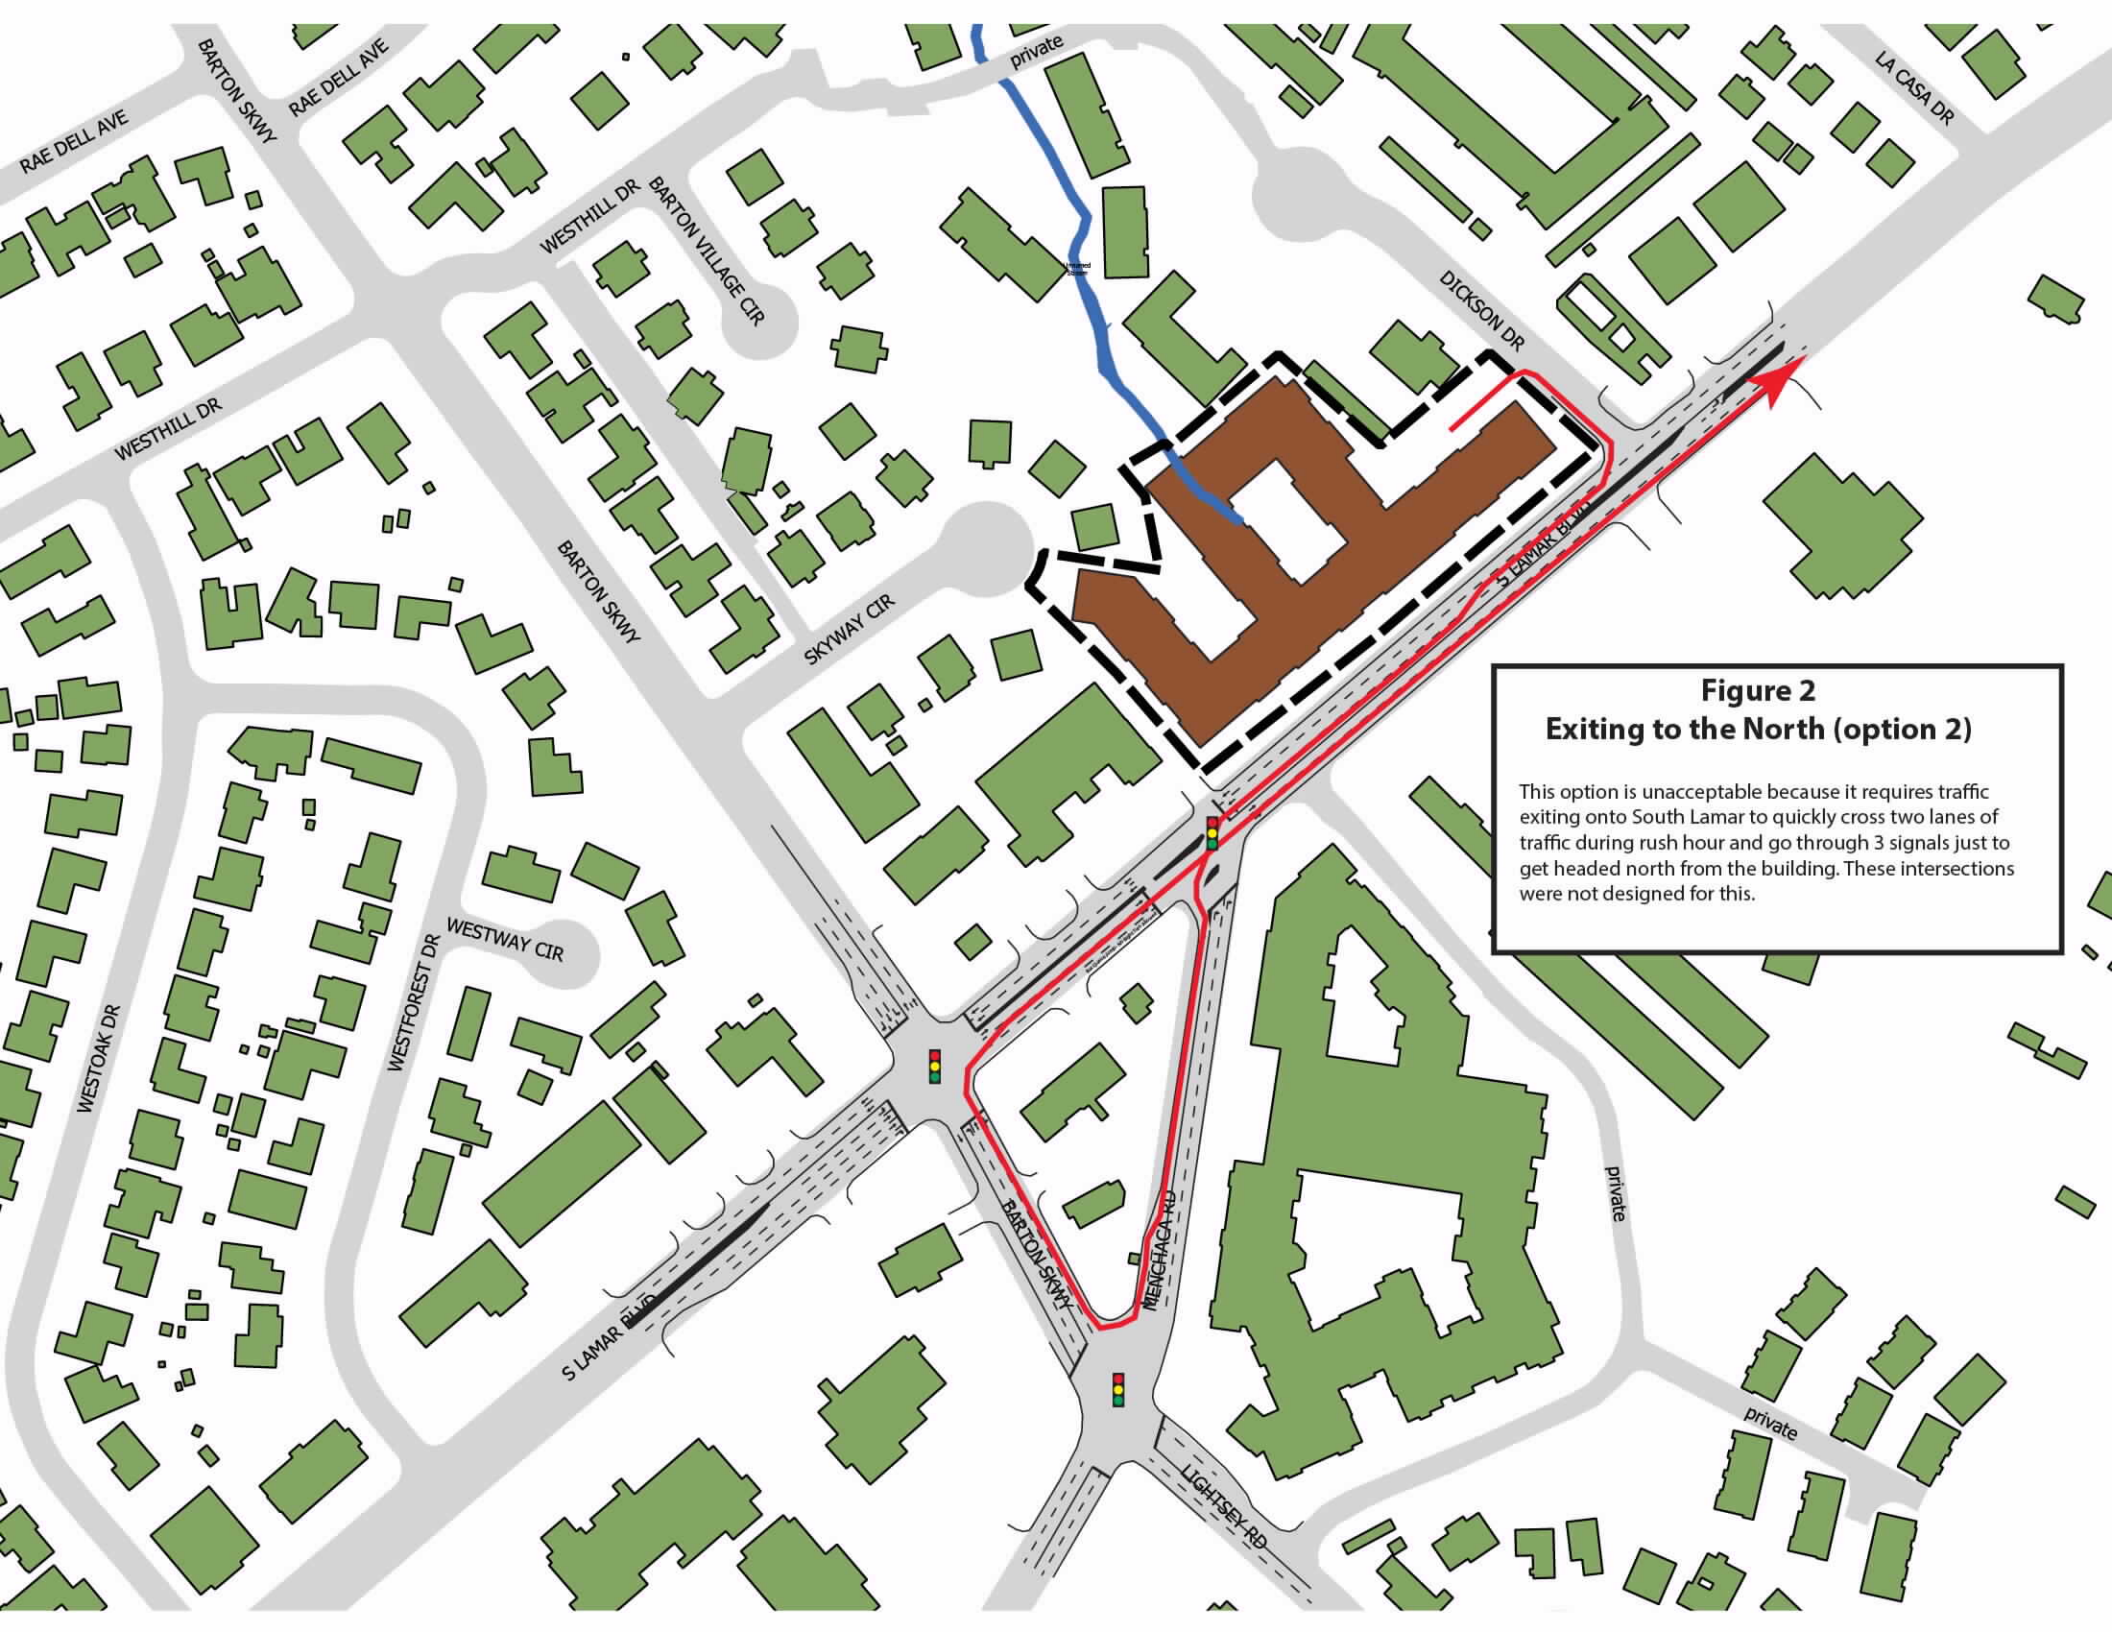 BARTON SKWY
RAE DELL AVE
RAE DELL AVE
private
LA CASA DR
WESTHILL DR
BARTON VILLAGE CIR
DICKSON DR
WESTHILL DR
BARTON SKWY
SKYWAY CIR
S LAMAR BLVD
Figure 2
Exiting to the North (option 2)
This option is unacceptable because it requires traffic
exiting onto South Lamar to quickly cross two lanes of
traffic during rush hour and go through 3 signals just to
get headed north from the building. These intersections
were not designed for this.
WESTWAY CIR
WESTFOREST DR
WESTOAK DR
BARTON SKWY
MENCHACA RD
private
S LAMAR BLVD
private
LIGHTSEY RD